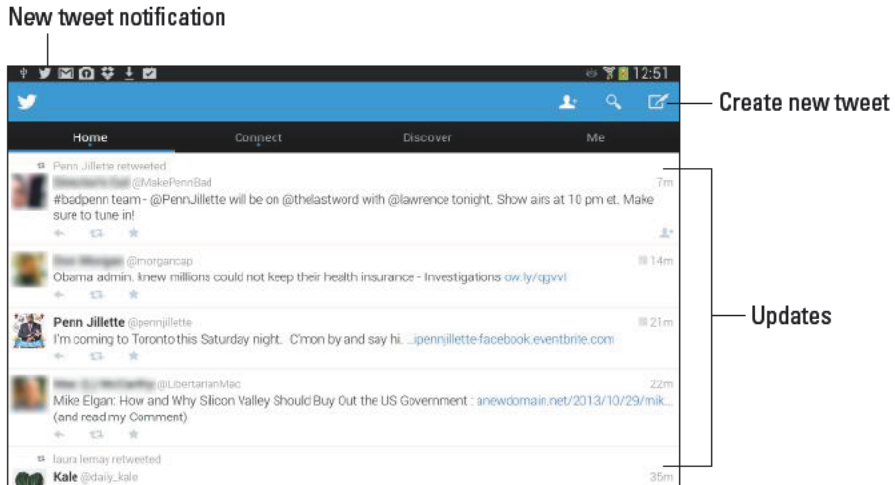 New tweet notification
12:51
Create new tweet
Home Connect Discover Me
Penn Jillette retweeted
@MakePennBad 7m
#badpenn team - @PennJillette will be on @thelastword with @lawrence tonight. Show airs at 10 pm et. Make
sure to tune in!
@morgancap 14m
Obama admin. knew millions could not keep their health insurance - Investigations ow.ly/qgvvl
Penn Jillette @pennjillette 21m
I'm coming to Toronto this Saturday night. C'mon by and say hi. ...ipennjillette-facebook.eventbrite.com
Updates
@LibertarianMac 22m
Mike Elgan: How and Why Silicon Valley Should Buy Out the US Government : anewdomain.net/2013/10/29/mik...
(and read my Comment)
laura lemay retweeted
Kale @daily_kale 35m